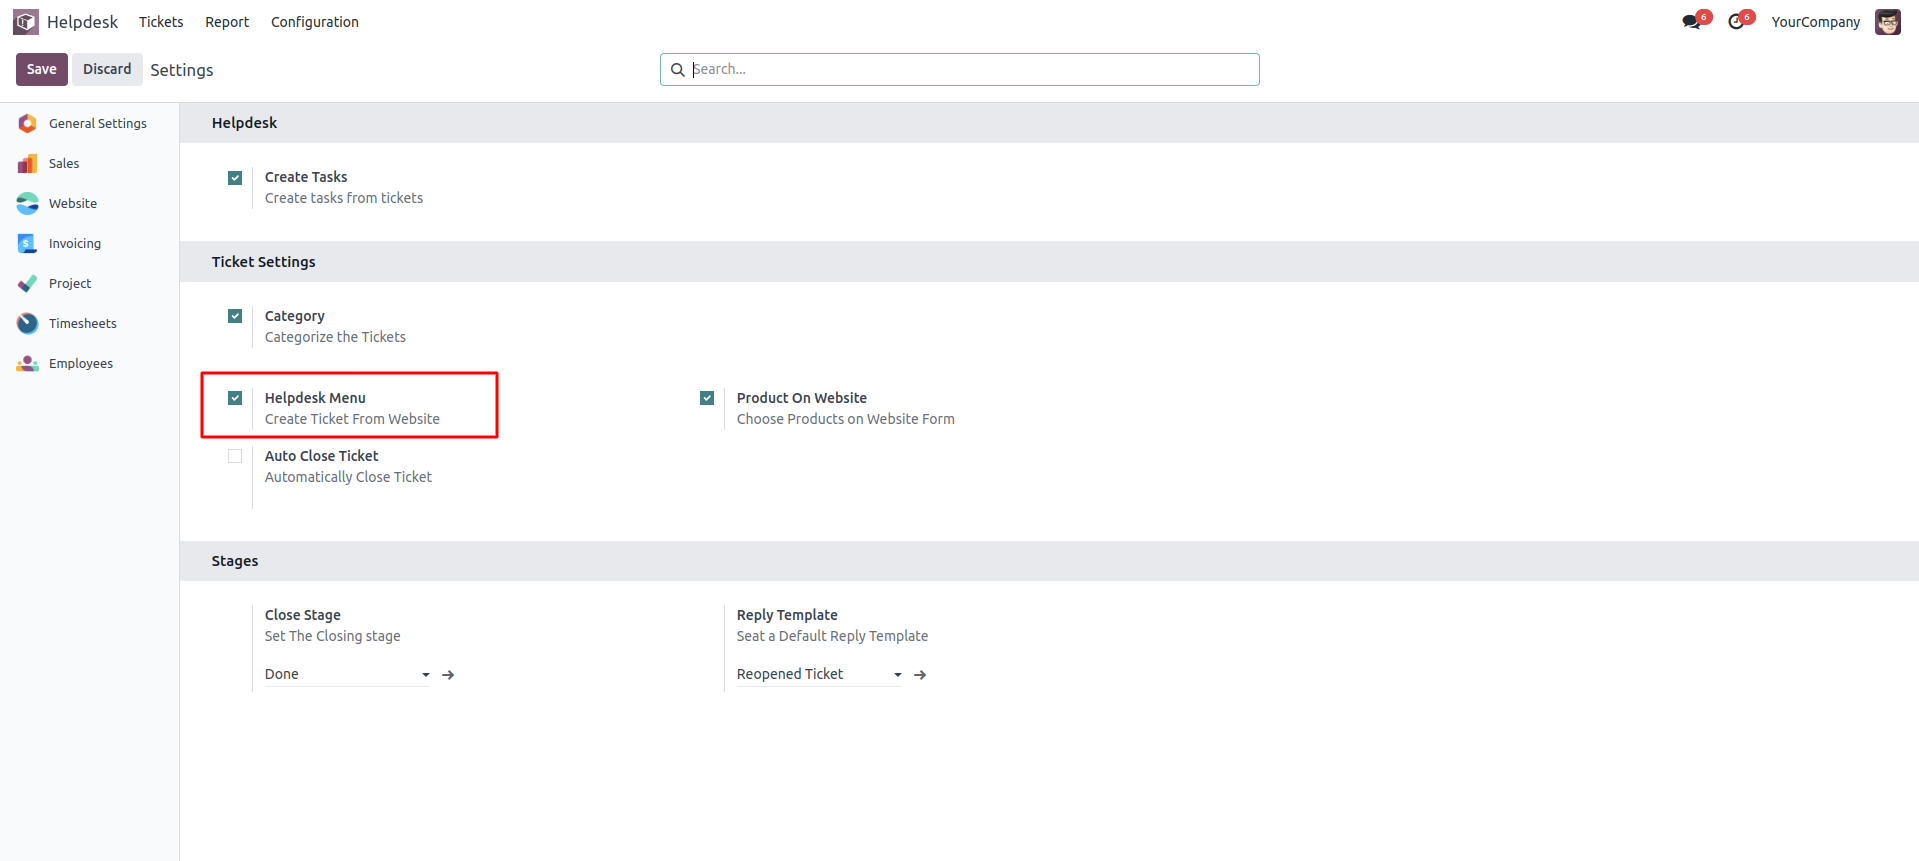 Helpdesk Tickets Report Configuration 6 6 YourCompany
Save Discard Settings Search...
General Settings
Sales
Website
Invoicing
Project
Timesheets
Employees
Helpdesk
Create Tasks
Create tasks from tickets
Ticket Settings
Category
Categorize the Tickets
Helpdesk Menu
Create Ticket From Website
Product On Website
Choose Products on Website Form
Auto Close Ticket
Automatically Close Ticket
Stages
Close Stage
Set The Closing stage
Done
Reply Template
Seat a Default Reply Template
Reopened Ticket